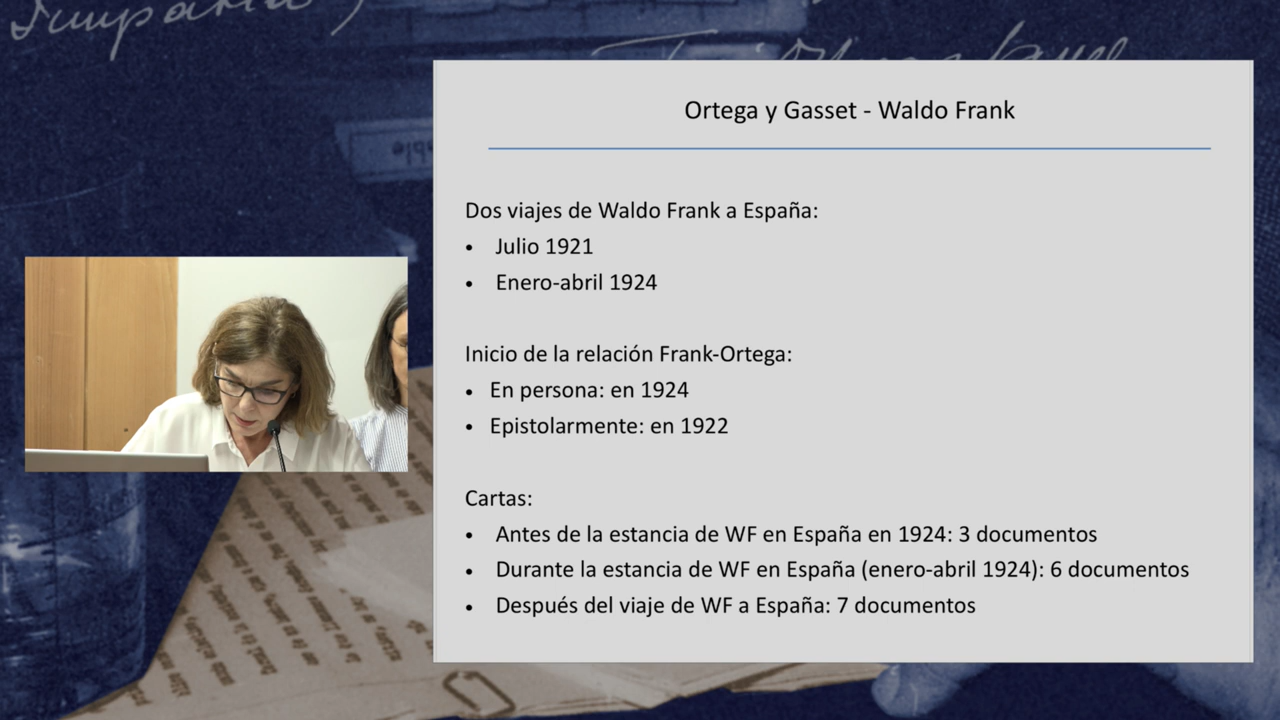 Ortega y Gasset - Waldo Frank
Dos viajes de Waldo Frank a España:
• Julio 1921
• Enero-abril 1924
Inicio de la relación Frank-Ortega:
• En persona: en 1924
• Epistolarmente: en 1922
Cartas:
• Antes de la estancia de WF en España en 1924: 3 documentos
• Durante la estancia de WF en España (enero-abril 1924): 6 documentos
• Después del viaje de WF a España: 7 documentos